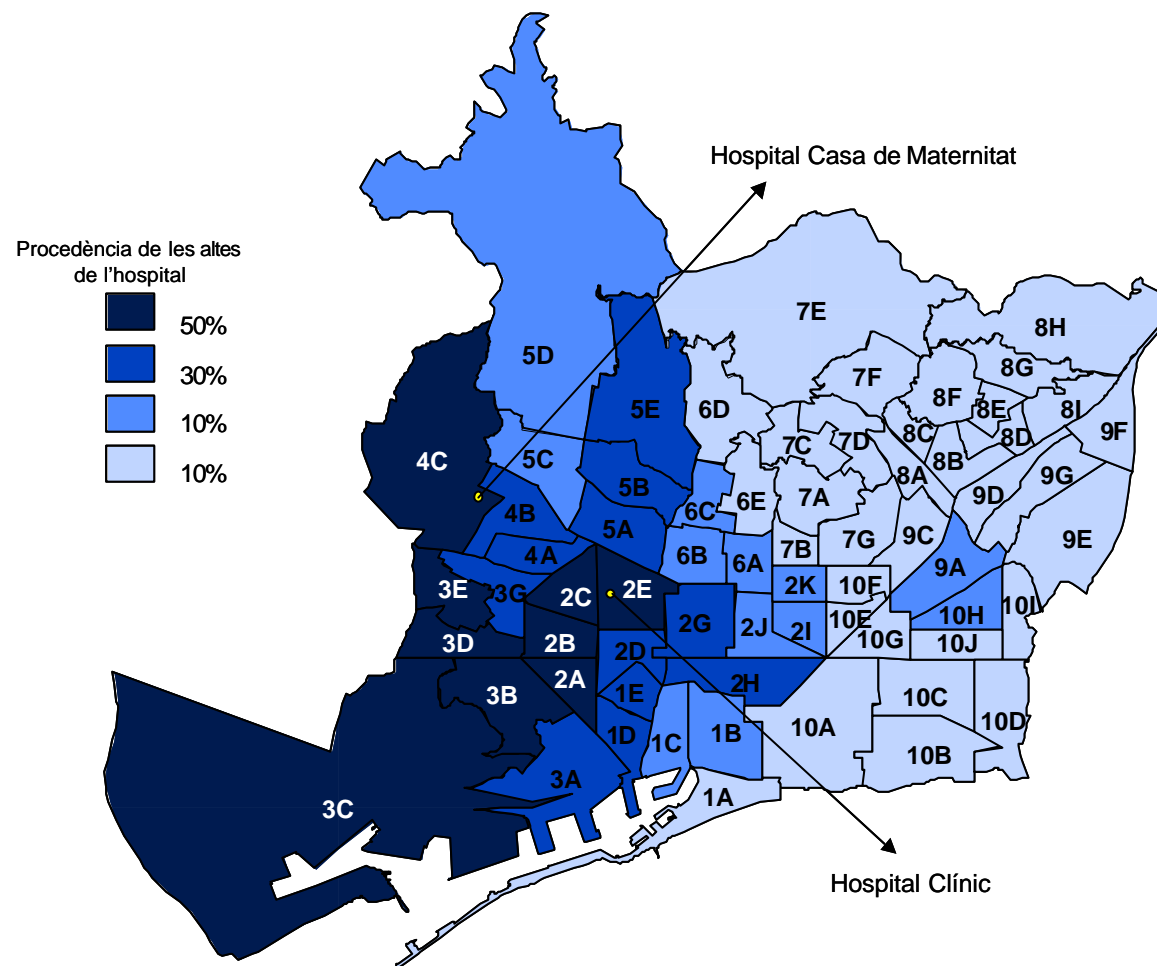 Hospital Casa de Maternitat
Procedència de les altes
de l'hospital
50%
30%
10%
10%
7E
8H
5D
8G
7F
8F
8E
8I
5E
6D
7C
7D
8C
8D
9F
4C
5C
8B
8A
9G
5B
7A
9D
6C
6E
4B
5A
7G
9C
9E
4A
6B
6A
7B
9A
3E
3G
2C
2E
2K
10F
10I
2G
2J
2I
10E
10H
3D
2B
2D
10G
10J
2A
1E
2H
3B
10C
10D
1D
1C
1B
10A
10B
3A
1A
3C
Hospital Clínic